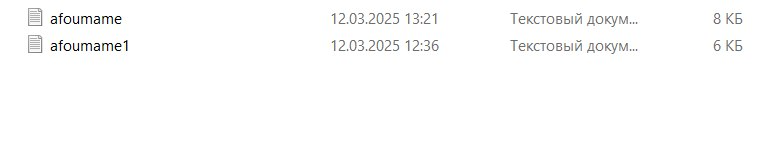 afoumame 12.03.2025 13:21 Текстовый докум... 8 КБ
afoumame1 12.03.2025 12:36 Текстовый докум... 6 КБ